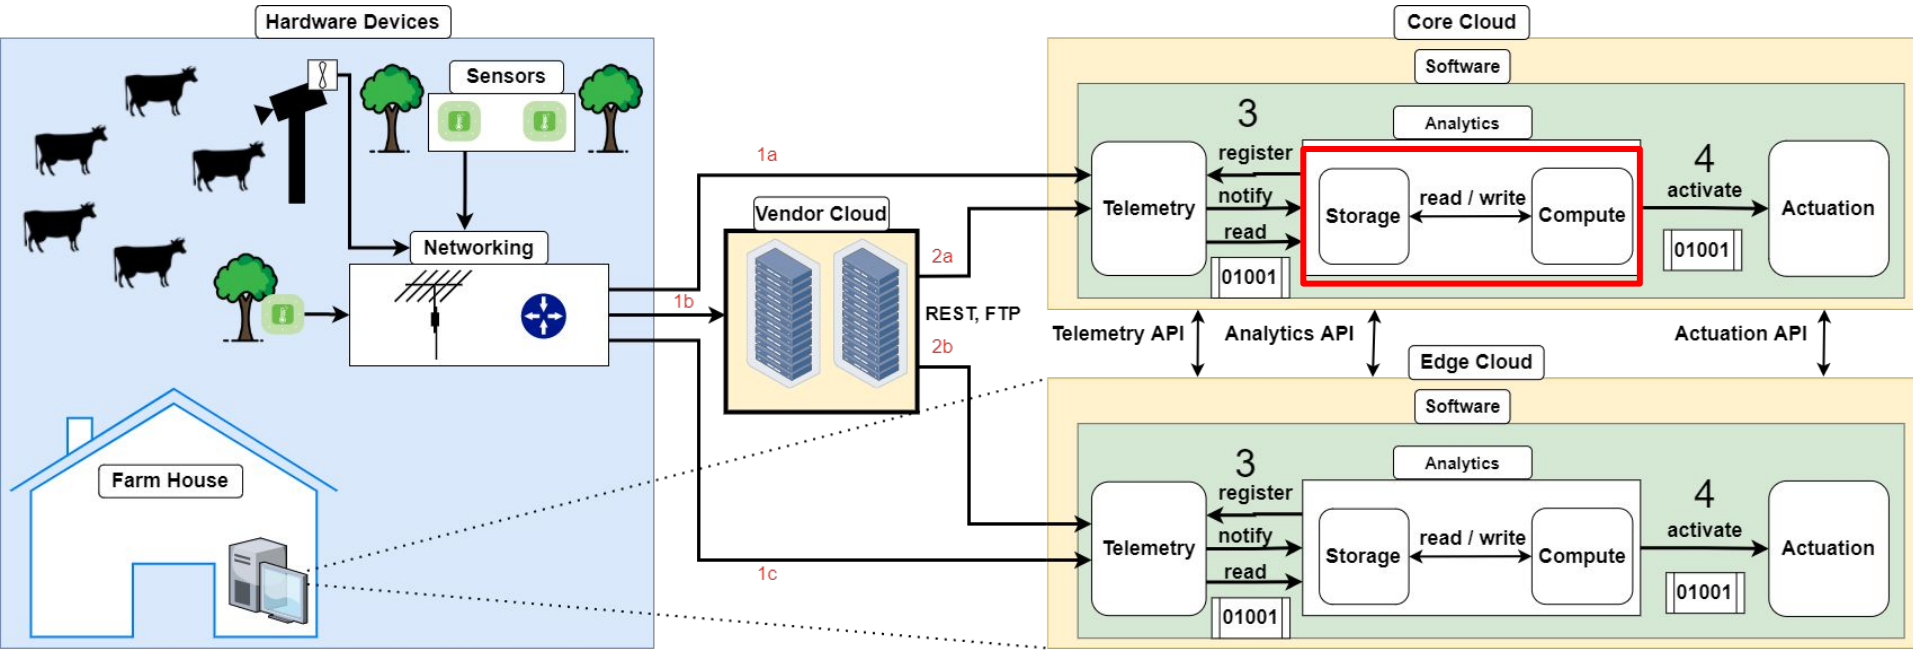 Hardware Devices
Sensors
Networking
Farm House
1a
1b
1c
Vendor Cloud
2a
REST, FTP
2b
Core Cloud
Software
3
Analytics
register
notify
read
01001
Telemetry
Storage
read / write
Compute
4
activate
01001
Actuation
Telemetry API
Analytics API
Actuation API
Edge Cloud
Software
3
Analytics
register
notify
read
01001
Telemetry
Storage
read / write
Compute
4
activate
01001
Actuation